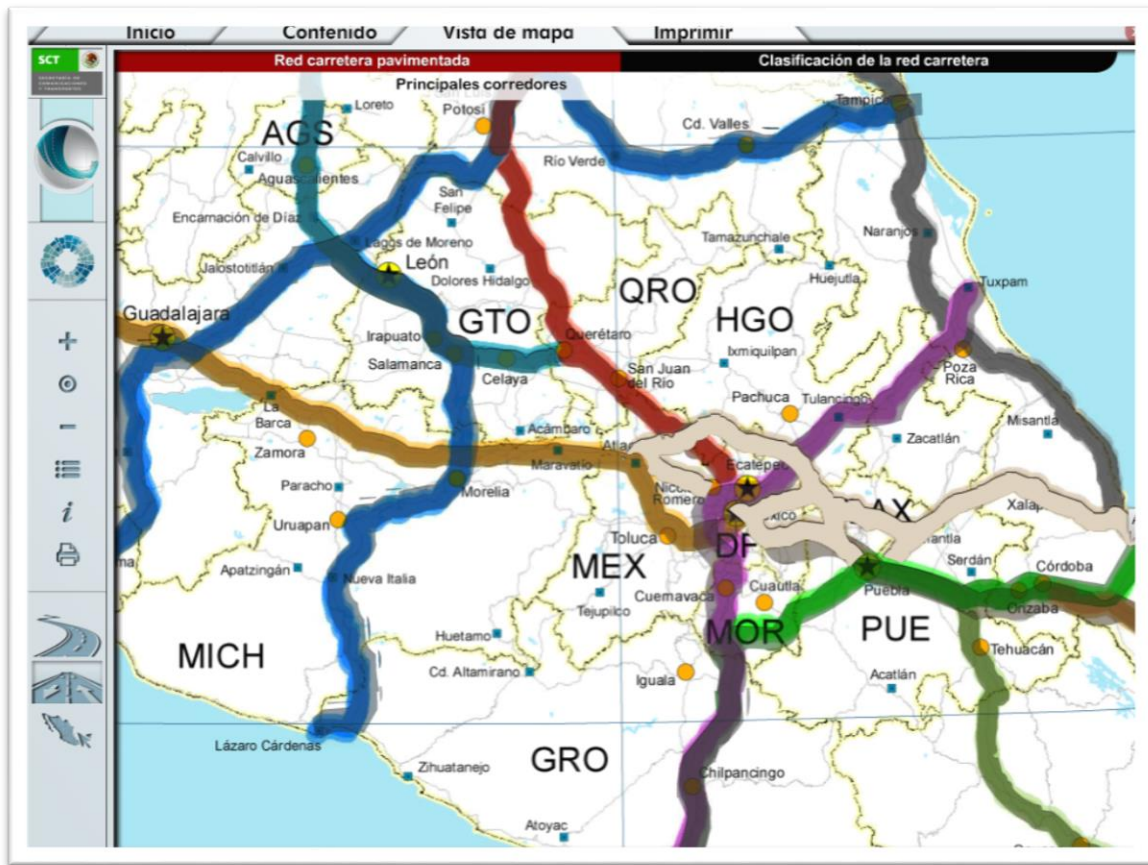 Inicio
Contenido
Vista de mapa
Imprimir
SCT
Red carretera pavimentada
Clasificación de la red carretera
Principales corredores
Potosí
Loreto
AGS
Calvillo
Aguascalientes
Tampico
Cd. Valles
Río Verde
San
Felipe
Encarnación de Díaz
Lagos de Moreno
Jalostotitlán
León
Dolores Hidalgo
Tamazunchale
Naranjos
Huejutla
QRO
Tuxpam
Guadalajara
GTO
HGO
Irapuato
Querétaro
Salamanca
Ixmiquilpan
Celaya
San Juan
del Río
Poza
Rica
La
Barca
Pachuca
Tulancingo
Acámbaro
Misantla
Zamora
Zacatlán
Maravatío
Ecatepec
Paracho
Morelia
Romero
Uruapan
Toluca
DF
Apatzingán
Nueva Italia
MEX
Serdán
Córdoba
Cuautla
Cuernavaca
Puebla
Orizaba
Tejupilco
MICH
Huetamo
MOR
PUE
Tehuacán
Cd. Altamirano
Iguala
Acatlán
Lázaro Cárdenas
GRO
Zihuatanejo
Chilpancingo
Atoyac